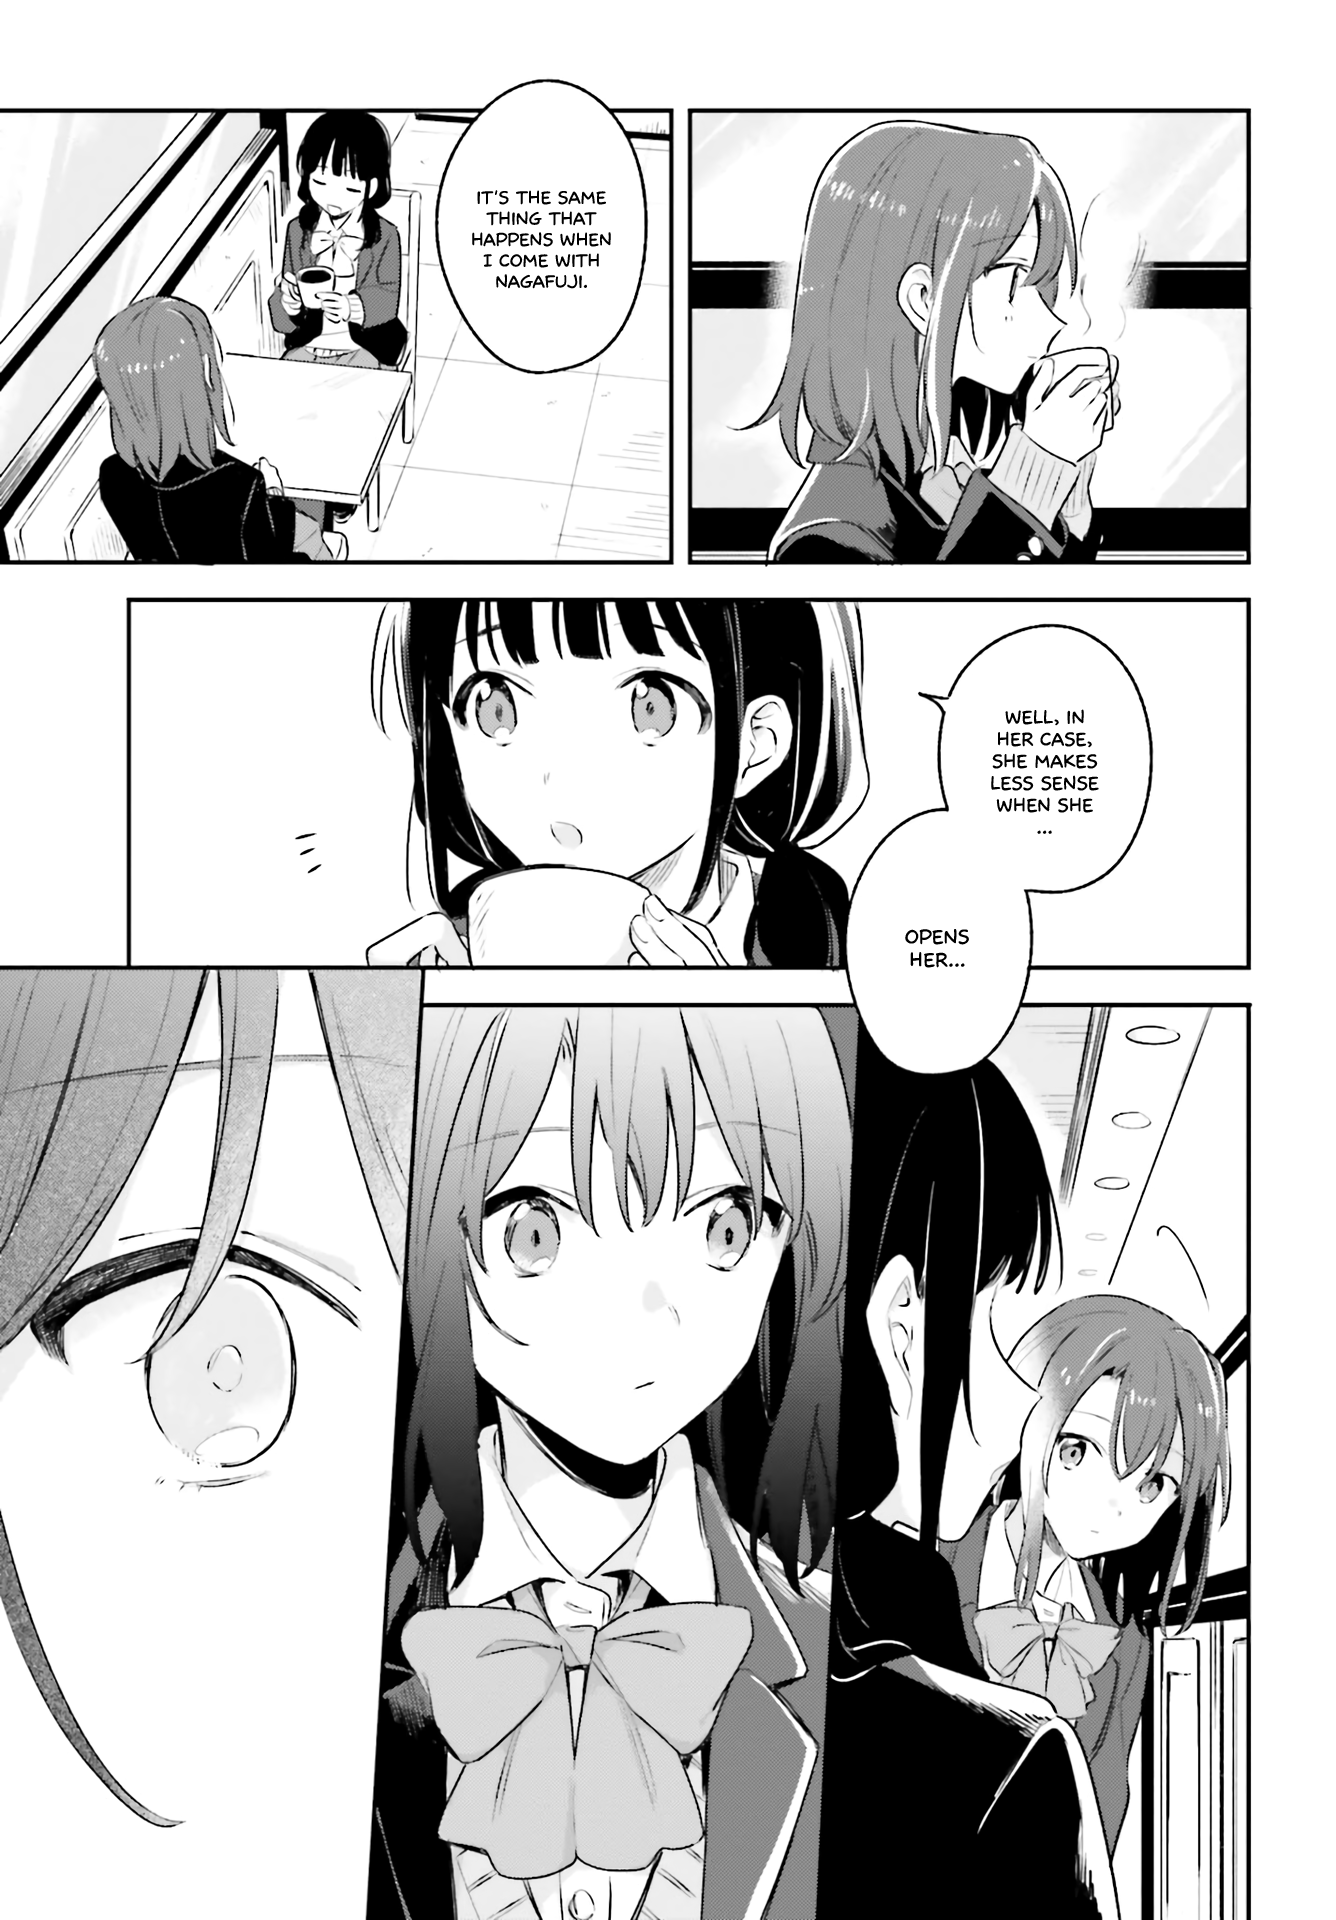 IT'S THE SAME
THING THAT
HAPPENS WHEN
I COME WITH
NAGAFUJI.
WELL, IN
HER CASE,
SHE MAKES
LESS SENSE
WHEN SHE
...
OPENS
HER...